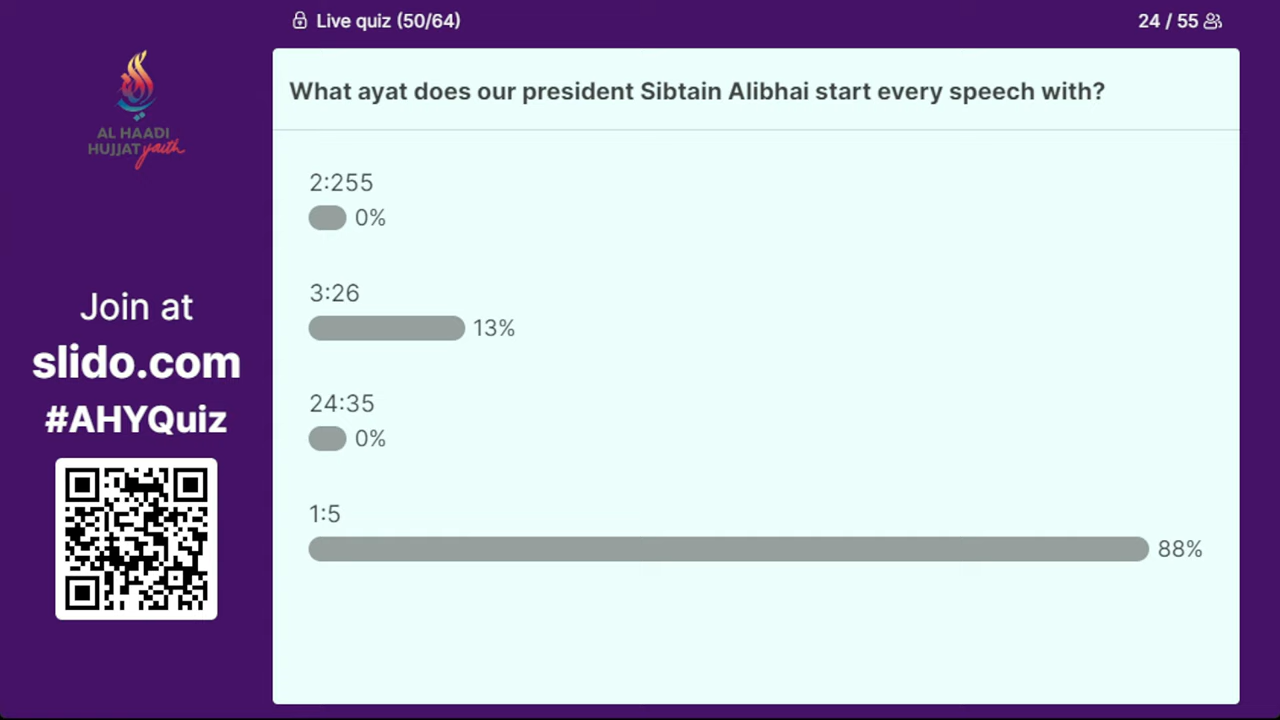 Live quiz (50/64)
24 / 55
AL HAADI
HUJJAT youth
What ayat does our president Sibtain Alibhai start every speech with?
2:255
0%
3:26
13%
24:35
0%
1:5
88%
Join at
slido.com
#AHYQuiz